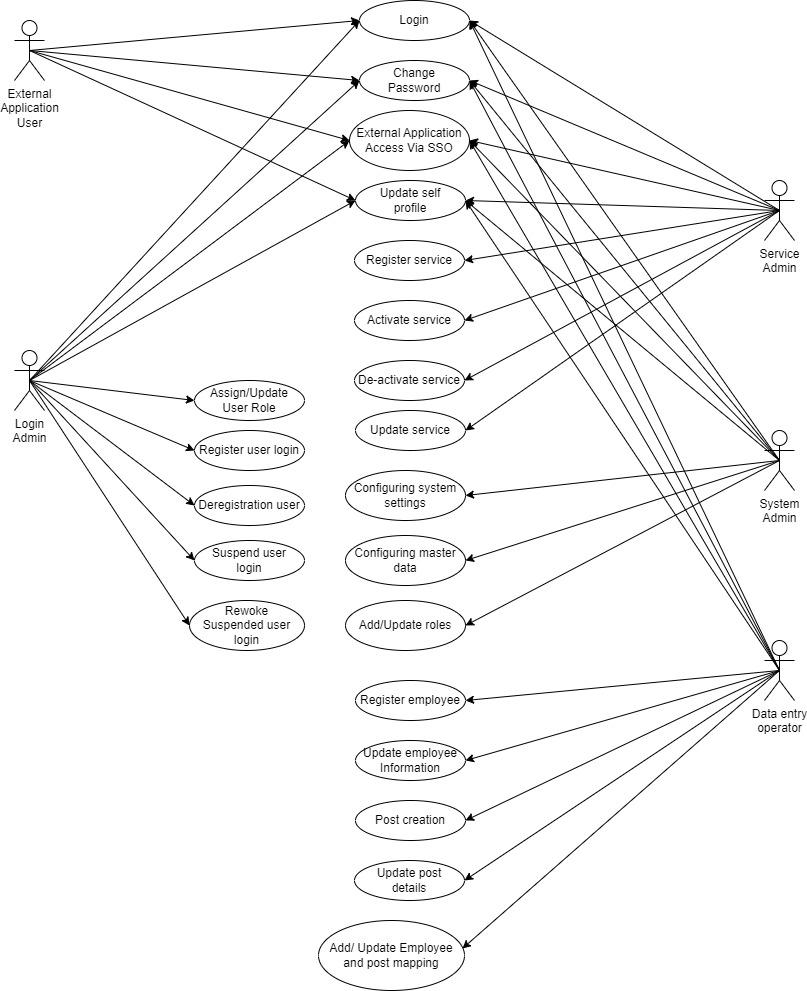 Login
External
Application
User
Change
Password
External Application
Access Via SSO
Update self
profile
Service
Admin
Register service
Activate service
De-activate service
Login
Admin
Assign/Update
User Role
Update service
Register user login
Configuring system
settings
System
Admin
Deregistration user
Suspend user
login
Configuring master
data
Rewoke
Suspended user
login
Add/Update roles
Register employee
Data entry
operator
Update employee
Information
Post creation
Update post
details
Add/ Update Employee
and post mapping